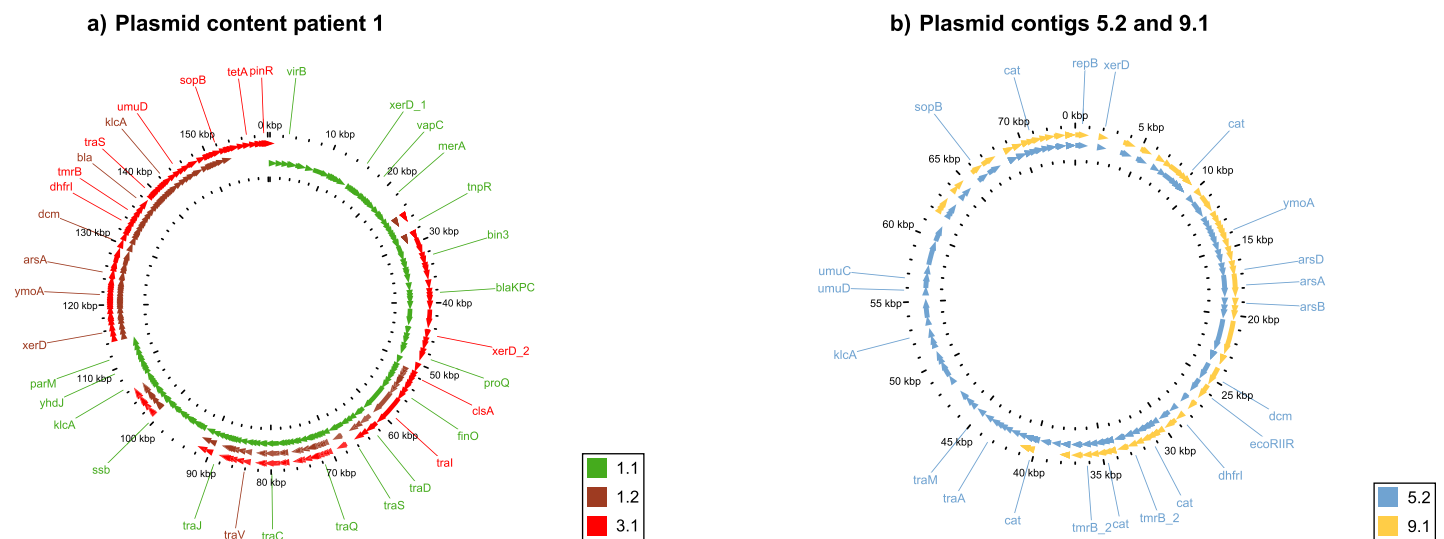 a) Plasmid content patient 1
virB
xerD_1
vapC
merA
tnpR
bin3
blaKPC
xerD_2
proQ
clsA
finO
traI
traD
traS
traQ
traC
traV
traJ
ssb
klcA
yhdJ
parM
xerD
ymoA
arsA
dcm
dhfrI
tmrB
bla
traS
klcA
umuD
sopB
tetA
pinR
0 kbp
10 kbp
20 kbp
30 kbp
40 kbp
50 kbp
60 kbp
70 kbp
80 kbp
90 kbp
100 kbp
110 kbp
120 kbp
130 kbp
140 kbp
150 kbp
1.1
1.2
3.1
b) Plasmid contigs 5.2 and 9.1
repB
xerD
cat
ymoA
arsD
arsA
arsB
dcm
ecoRIIR
dhfrI
cat
tmrB_2
cat
tmrB_2
cat
traA
traM
klcA
umuD
umuC
sopB
cat
0 kbp
5 kbp
10 kbp
15 kbp
20 kbp
25 kbp
30 kbp
35 kbp
40 kbp
45 kbp
50 kbp
55 kbp
60 kbp
65 kbp
70 kbp
5.2
9.1